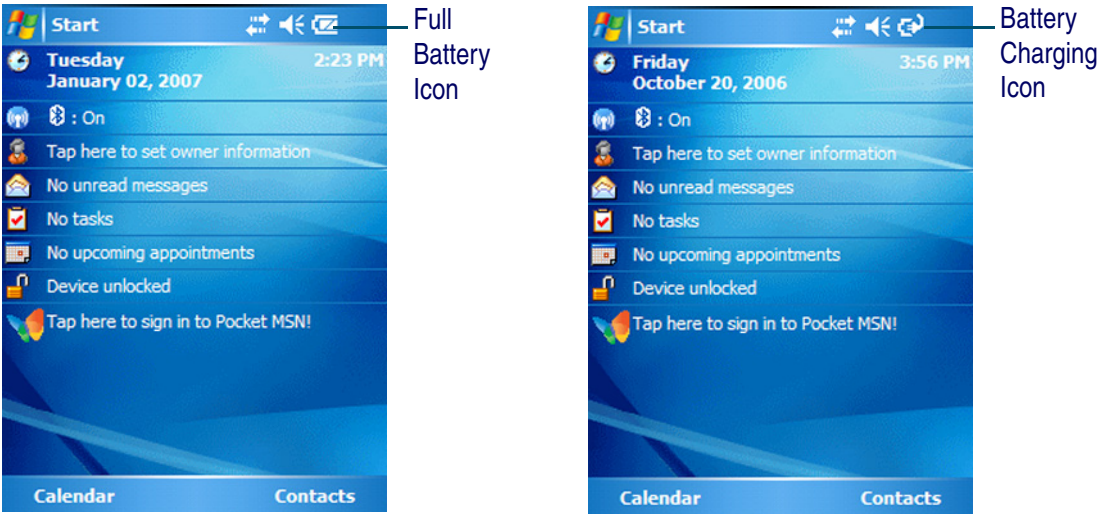 Start
Tuesday 2:23 PM
January 02, 2007
: On
Tap here to set owner information
No unread messages
No tasks
No upcoming appointments
Device unlocked
Tap here to sign in to Pocket MSN!
Calendar Contacts
Full
Battery
Icon
Start
Friday 3:56 PM
October 20, 2006
: On
Tap here to set owner information
No unread messages
No tasks
No upcoming appointments
Device unlocked
Tap here to sign in to Pocket MSN!
Calendar Contacts
Battery
Charging
Icon